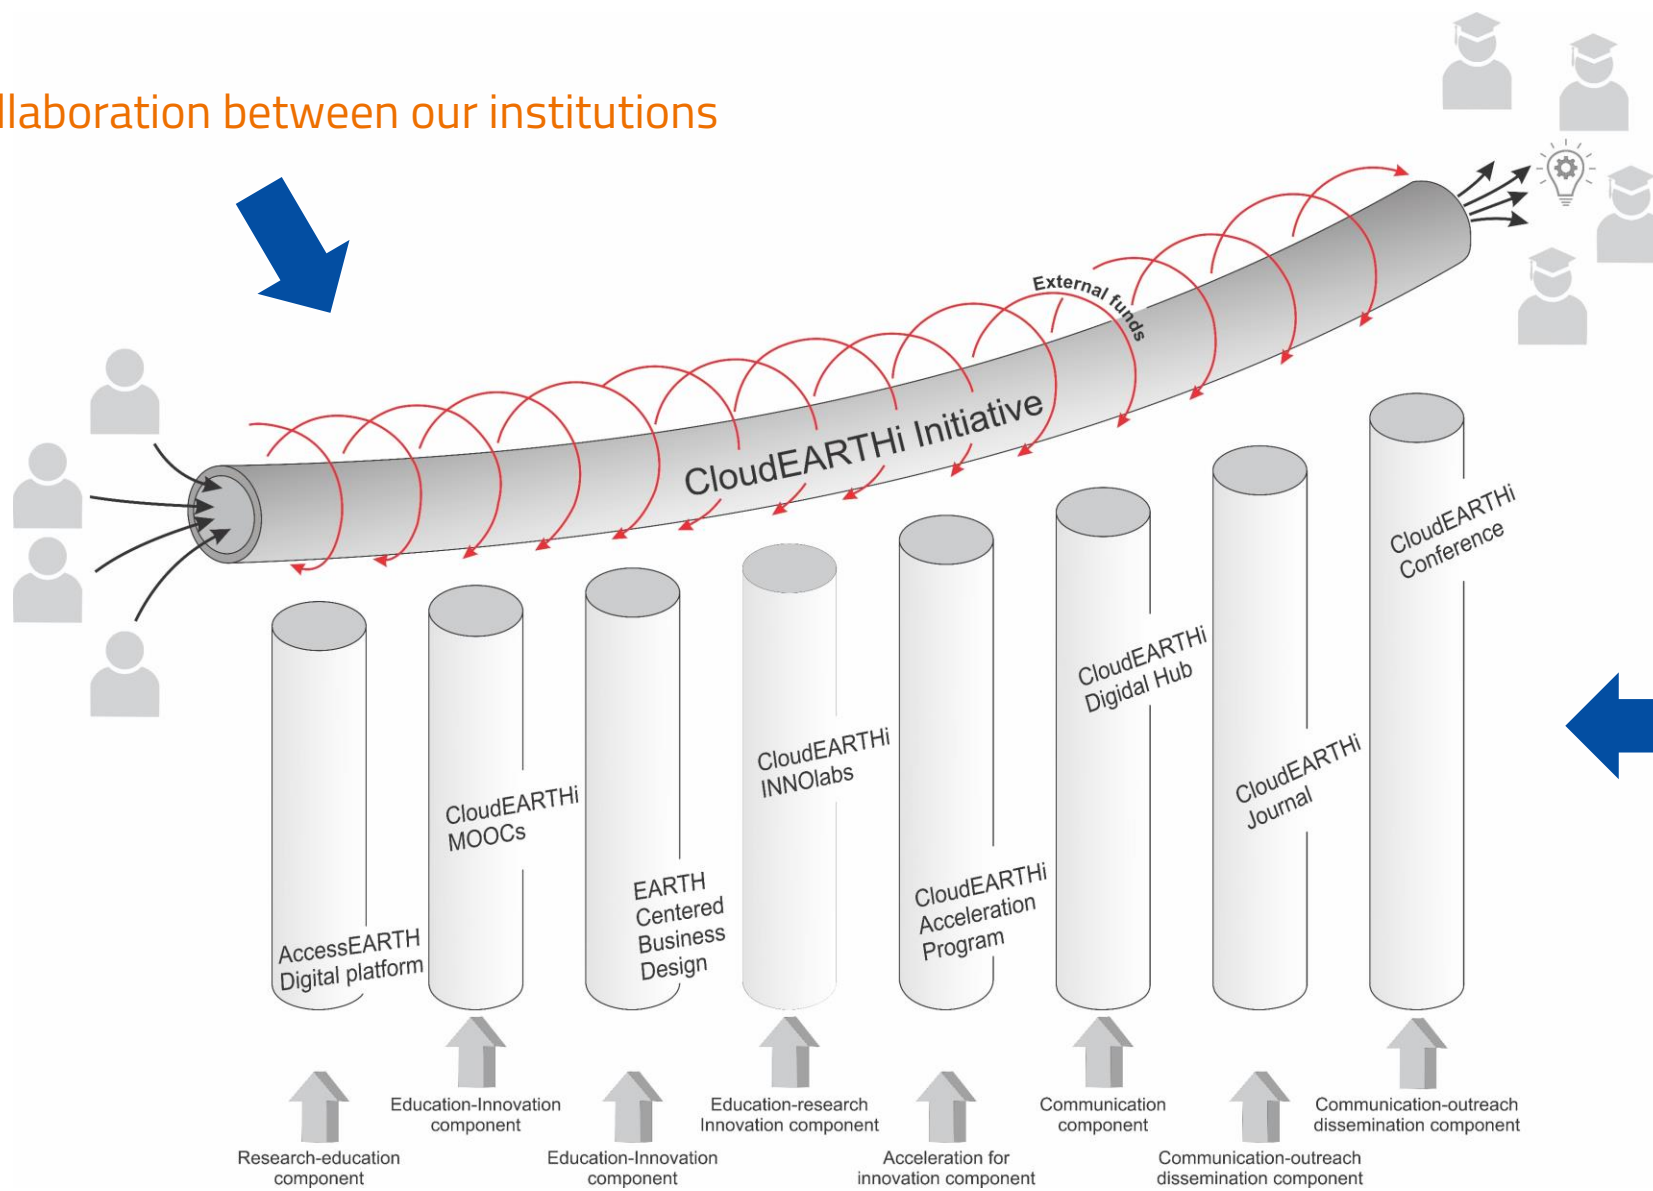 llaboration between our institutions
External funds
CloudEARTHi Initiative
CloudEARTHi
Conference
CloudEARTHi
Digidal Hub
CloudEARTHi
INNOlabs
CloudEARTHi
Journal
CloudEARTHi
MOOCs
EARTH
Centered
Business
Design
CloudEARTHi
Acceleration
Program
AccessEARTH
Digital platform
Education-Innovation
component
Education-research
Innovation component
Communication
component
Communication-outreach
dissemination component
Research-education
component
Education-Innovation
component
Acceleration for
innovation component
Communication-outreach
dissemination component